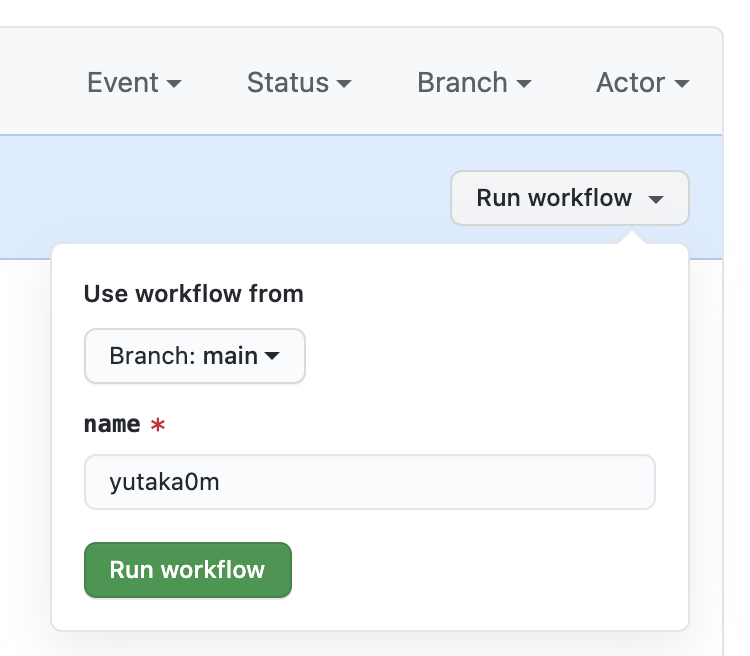 Event Status Branch Actor
Run workflow
Use workflow from
Branch: main
name *
yutaka0m
Run workflow